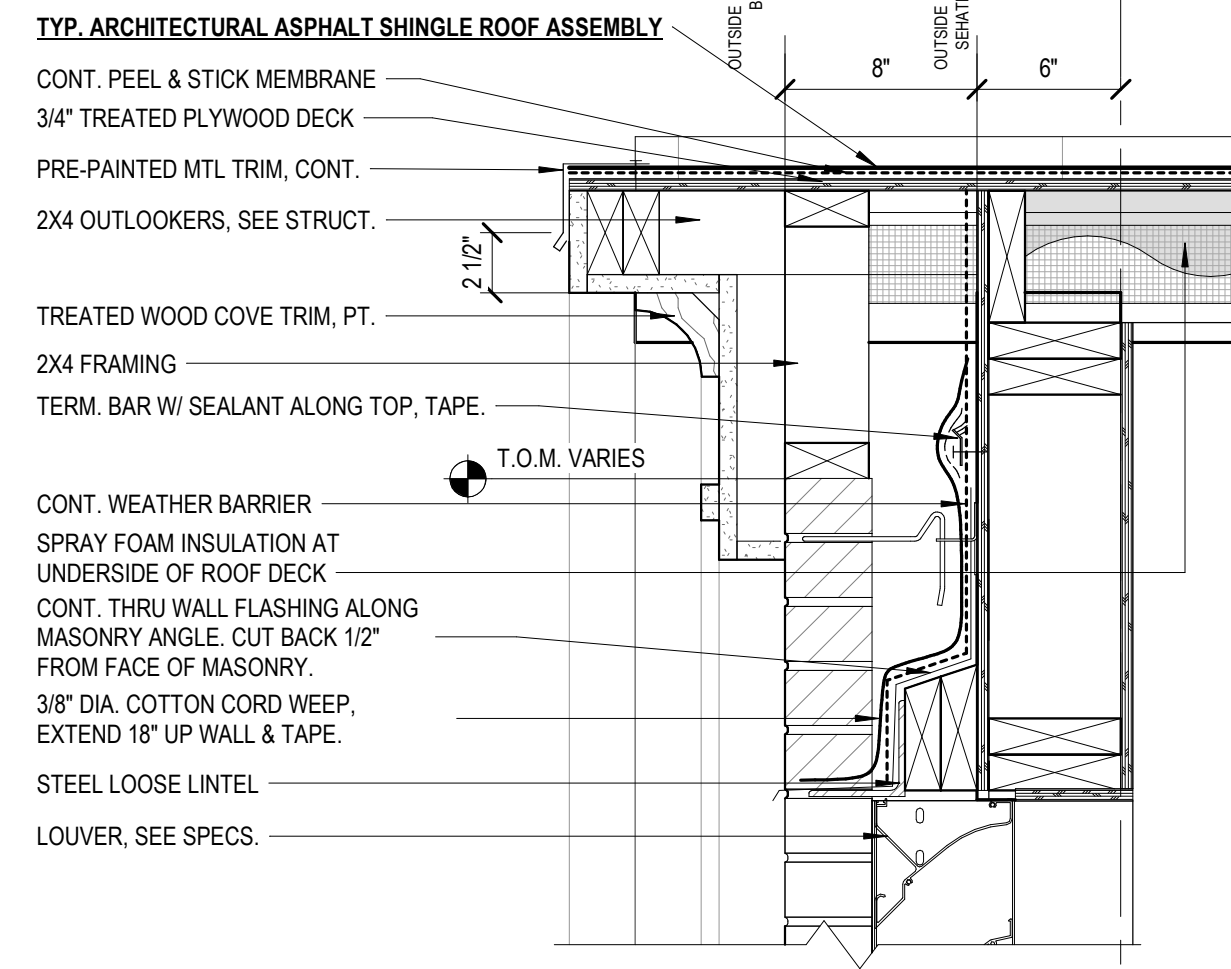 TYP. ARCHITECTURAL ASPHALT SHINGLE ROOF ASSEMBLY
CONT. PEEL & STICK MEMBRANE
3/4" TREATED PLYWOOD DECK
PRE-PAINTED MTL TRIM, CONT.
2X4 OUTLOOKERS, SEE STRUCT.
2 1/2"
TREATED WOOD COVE TRIM, PT.
2X4 FRAMING
TERM. BAR W/ SEALANT ALONG TOP, TAPE.
T.O.M. VARIES
CONT. WEATHER BARRIER
SPRAY FOAM INSULATION AT
UNDERSIDE OF ROOF DECK
CONT. THRU WALL FLASHING ALONG
MASONRY ANGLE. CUT BACK 1/2"
FROM FACE OF MASONRY.
3/8" DIA. COTTON CORD WEEP,
EXTEND 18" UP WALL & TAPE.
STEEL LOOSE LINTEL
LOUVER, SEE SPECS.
OUTSIDE
B
8"
OUTSIDE
SEHATI
6"